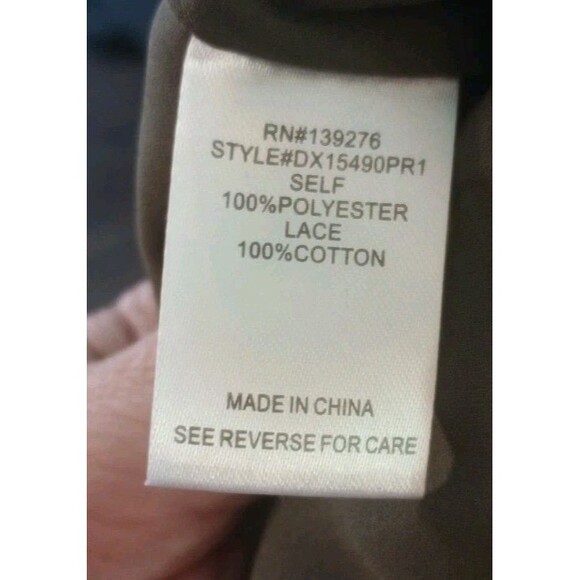 RN#139276
STYLE#DX15490PR1
SELF
100%POLYESTER
LACE
100%COTTON
MADE IN CHINA
SEE REVERSE FOR CARE